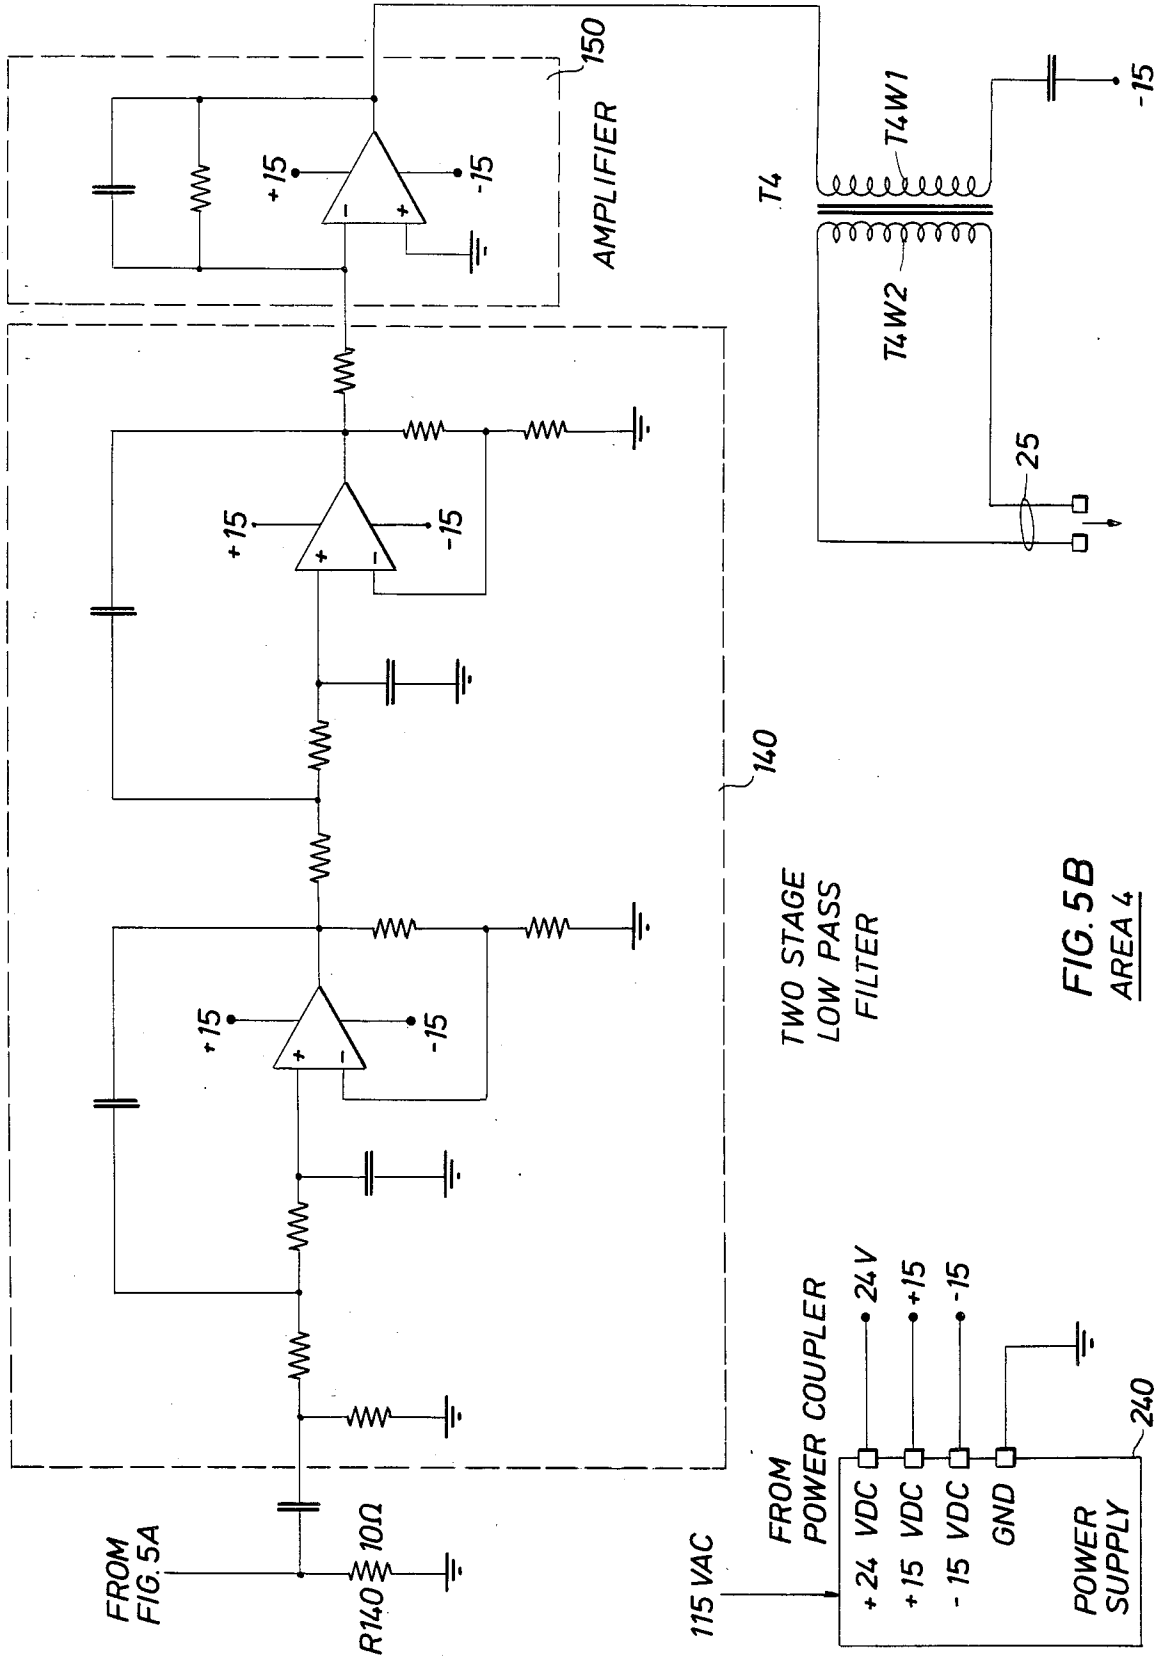 FROM
FIG. 5A
R140 10Ω
+15
-15
+
-
+15
-15
+
-
+15
-15
-
+
150
AMPLIFIER
140
TWO STAGE
LOW PASS
FILTER
T4
T4W1
T4W2
-15
25
115 VAC
FROM
POWER COUPLER
+24 VDC
24V
+15 VDC
+15
-15 VDC
-15
GND
POWER
SUPPLY
240
FIG. 5B
AREA 4